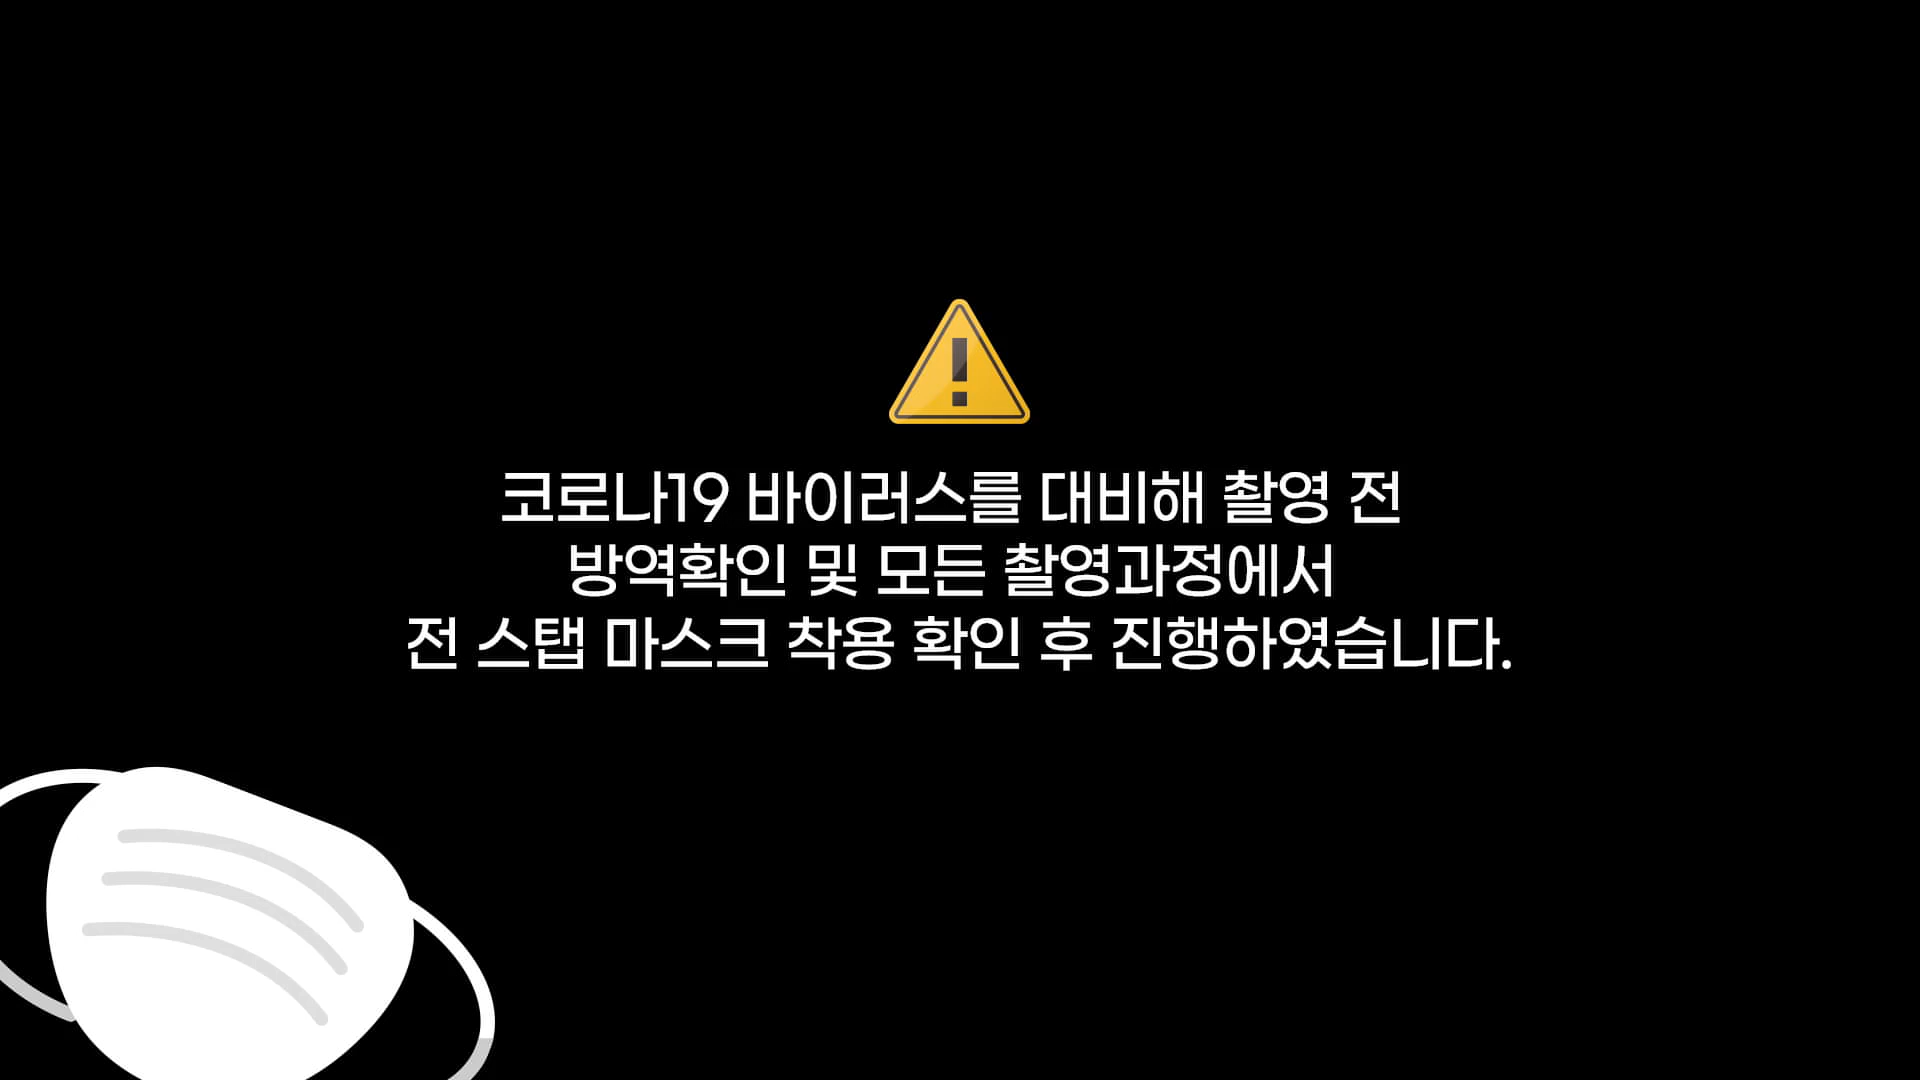 코로나19 바이러스를 대비해 촬영 전
방역확인 및 모든 촬영과정에서
전 스탭 마스크 착용 확인 후 진행하였습니다.